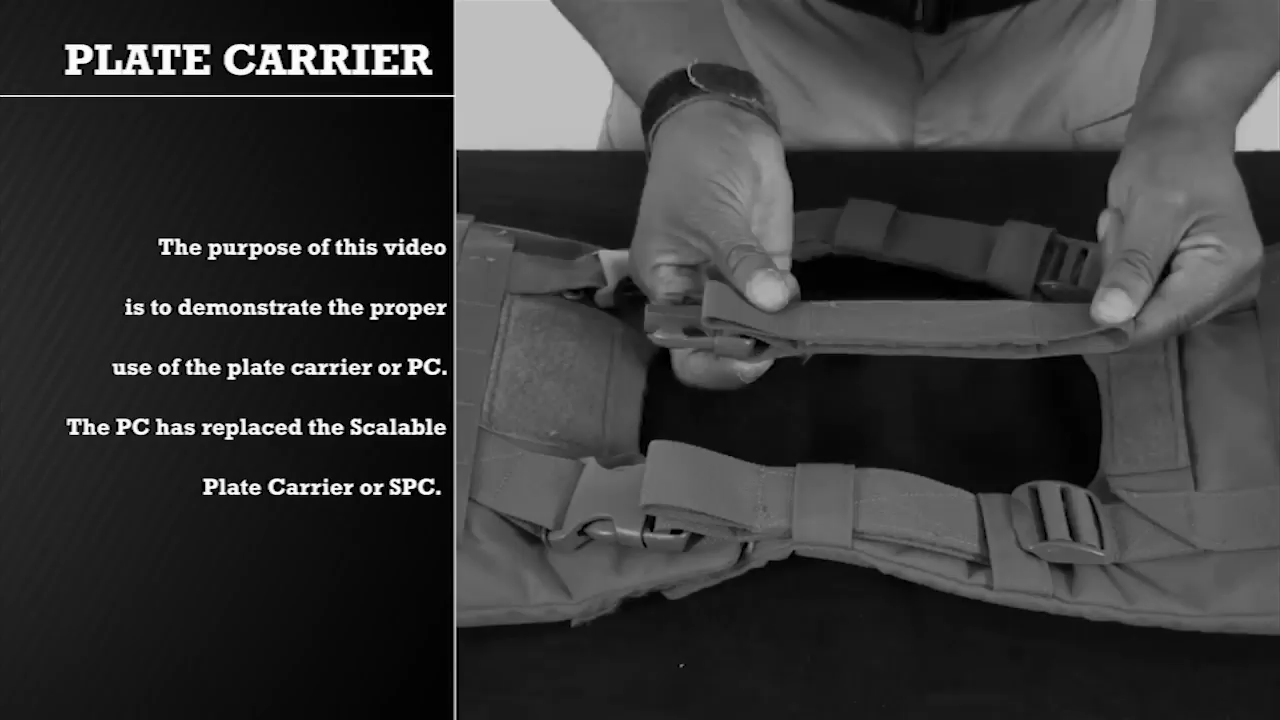 PLATE CARRIER
The purpose of this video
is to demonstrate the proper
use of the plate carrier or PC.
The PC has replaced the Scalable
Plate Carrier or SPC.